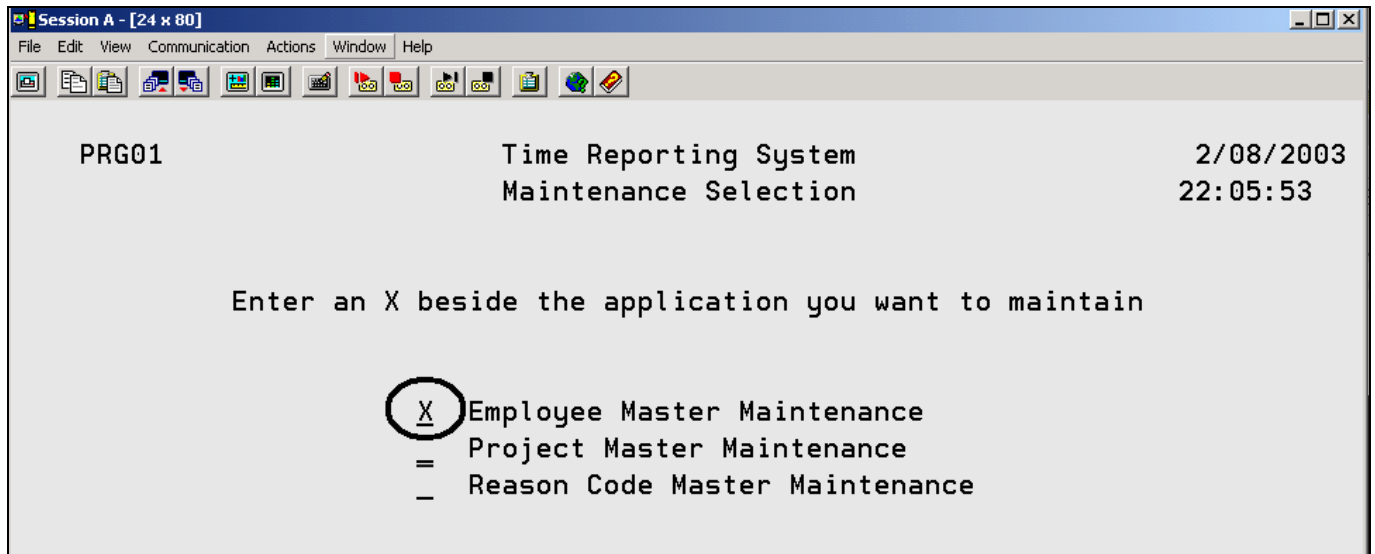 Session A - [24 x 80]
File Edit View Communication Actions Window Help
PRG01 Time Reporting System 2/08/2003
Maintenance Selection 22:05:53
Enter an X beside the application you want to maintain
X Employee Master Maintenance
_ Project Master Maintenance
_ Reason Code Master Maintenance